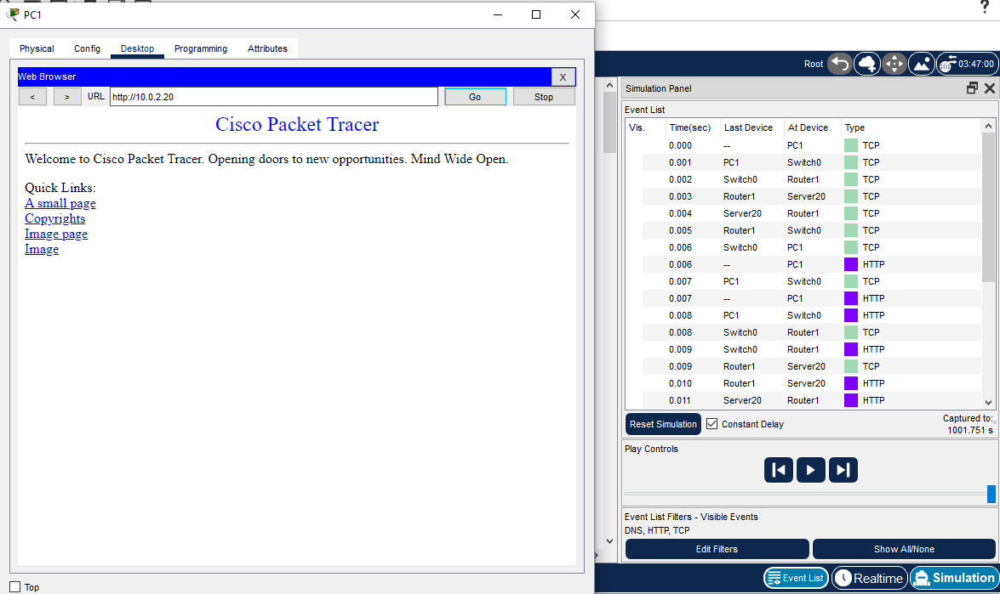 PC1
?
Physical Config Desktop Programming Attributes
Web Browser X
< > URL http://10.0.2.20 Go Stop
Cisco Packet Tracer
Welcome to Cisco Packet Tracer. Opening doors to new opportunities. Mind Wide Open.
Quick Links:
A small page
Copyrights
Image page
Image
Top
Root 03:47:00
Simulation Panel
Event List
Vis. Time(sec) Last Device At Device Type
0.000 -- PC1 TCP
0.001 PC1 Switch0 TCP
0.002 Switch0 Router1 TCP
0.003 Router1 Server20 TCP
0.004 Server20 Router1 TCP
0.005 Router1 Switch0 TCP
0.006 Switch0 PC1 TCP
0.006 -- PC1 HTTP
0.007 PC1 Switch0 TCP
0.007 -- PC1 HTTP
0.008 PC1 Switch0 HTTP
0.008 Switch0 Router1 TCP
0.009 Switch0 Router1 HTTP
0.009 Router1 Server20 TCP
0.010 Router1 Server20 HTTP
0.011 Server20 Router1 HTTP
Reset Simulation Constant Delay Captured to:
1001.751 s
Play Controls
Event List Filters - Visible Events
DNS, HTTP, TCP
Edit Filters Show All/None
Event List Realtime Simulation